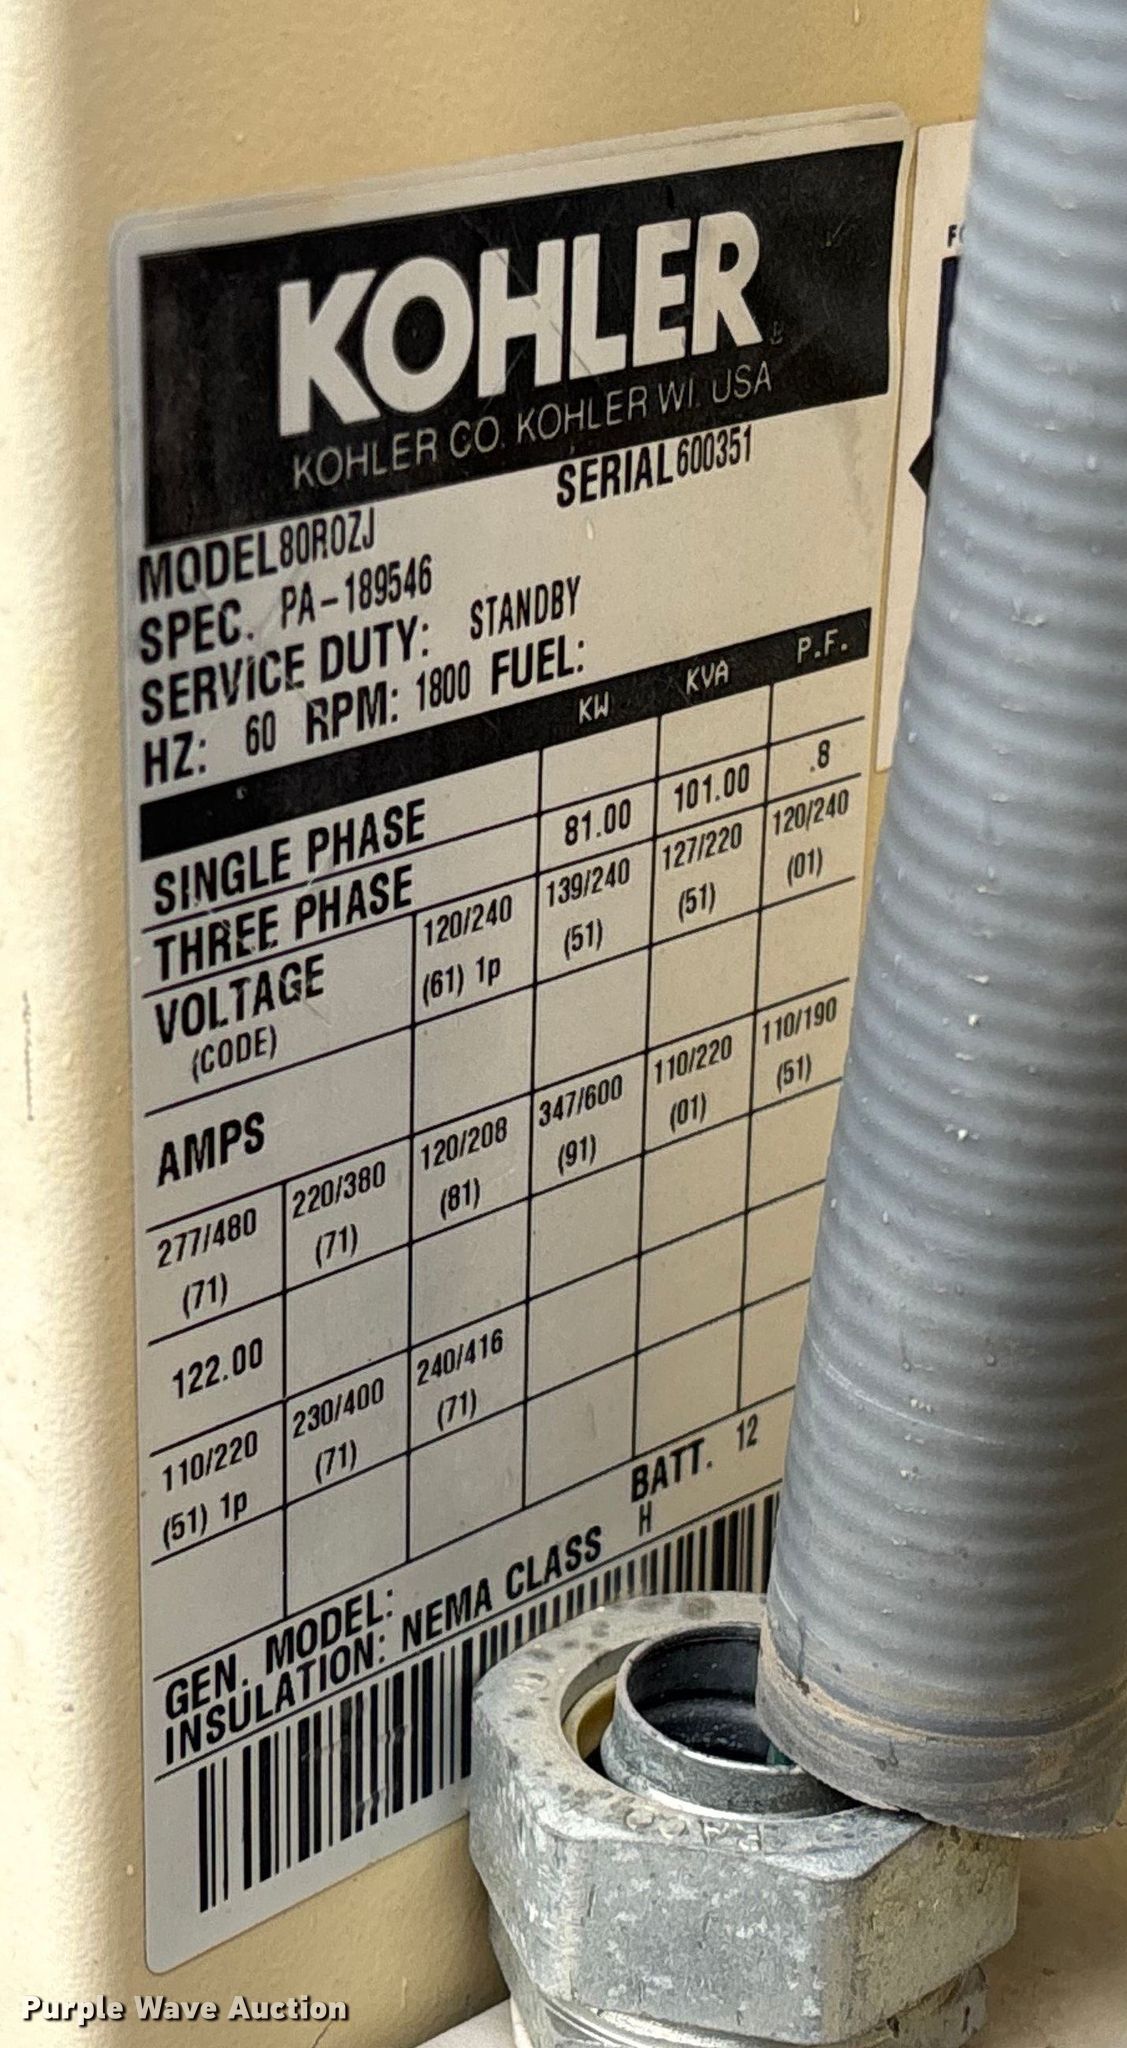 KOHLER
KOHLER CO. KOHLER WI. USA
MODEL 80ROZJ SERIAL 600351
SPEC. PA-189546
SERVICE DUTY: STANDBY
HZ: 60 RPM: 1800 FUEL:
KW KVA P.F.
SINGLE PHASE
THREE PHASE 81.00 101.00 .8
VOLTAGE 120/240 139/240 127/220 120/240
(CODE) (61) 1p (51) (51) (01)
AMPS
277/480 220/380 120/208 347/600 110/220 110/190
(71) (71) (81) (91) (01) (51)
122.00
110/220 230/400 240/416
(51) 1p (71) (71)
GEN. MODEL: BATT. 12
INSULATION: NEMA CLASS H
Purple Wave Auction